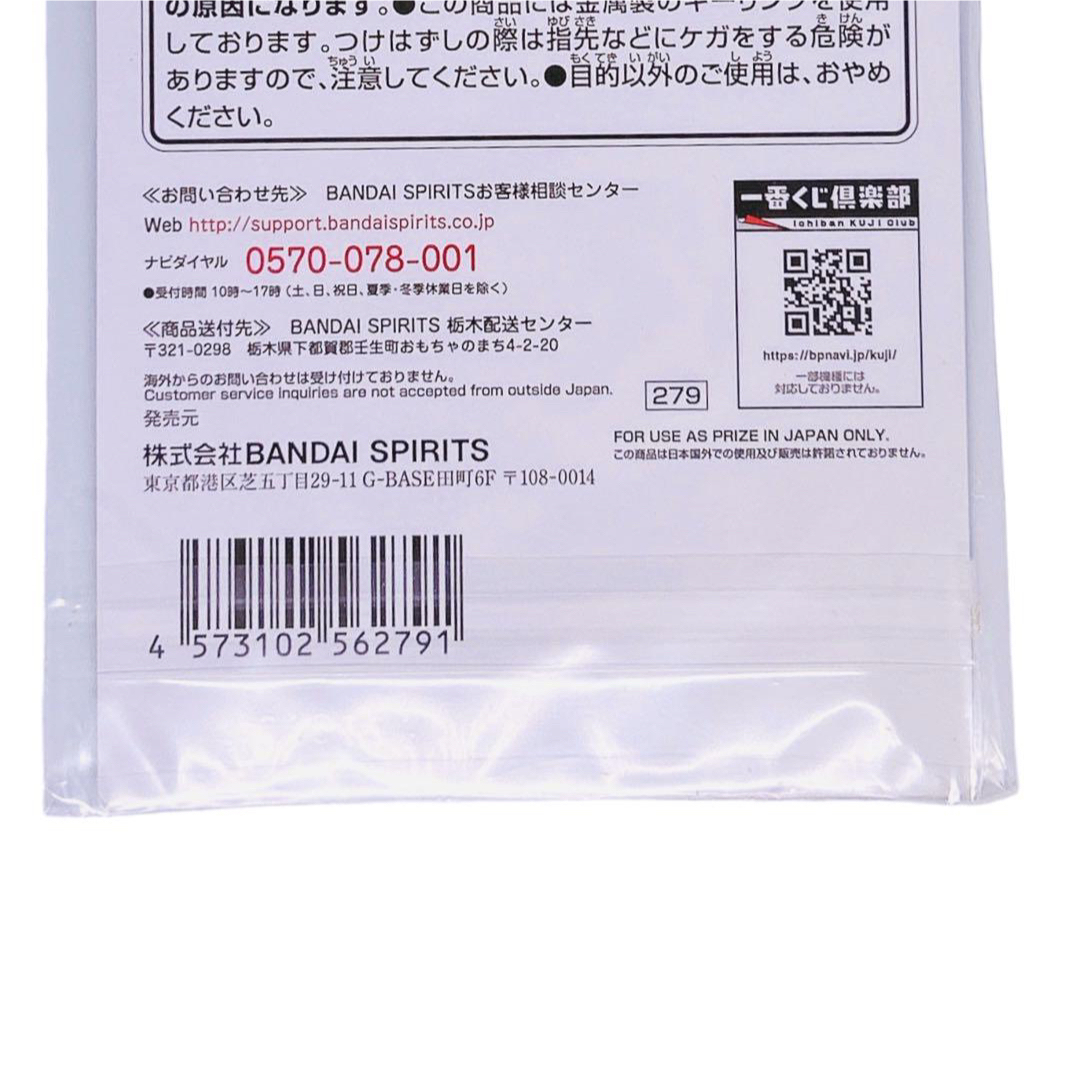 の原因になります。●この商品には金属製のキーリングを使用
しております。つけはずしの際は指先などにケガをする危険が
ありますので、注意してください。●目的以外のご使用は、おやめ
ください。
≪お問い合わせ先≫ BANDAI SPIRITSお客様相談センター
Web http://support.bandaispirits.co.jp
ナビダイヤル 0570-078-001
●受付時間 10時〜17時（土、日、祝日、夏季・冬季休業日を除く）
≪商品送付先≫ BANDAI SPIRITS 栃木配送センター
〒321-0298 栃木県下都賀郡壬生町おもちゃのまち4-2-20
海外からのお問い合わせは受け付けておりません。
Customer service inquiries are not accepted from outside Japan.
発売元
株式会社BANDAI SPIRITS
東京都港区芝五丁目29-11 G-BASE田町6F 〒108-0014
279
一番くじ倶楽部
Ichiban KUJI Club
https://bpnavi.jp/kuji/
一部機種には
対応しておりません。
FOR USE AS PRIZE IN JAPAN ONLY.
この商品は日本国外での使用及び販売は許諾されておりません。
4 573102 562791